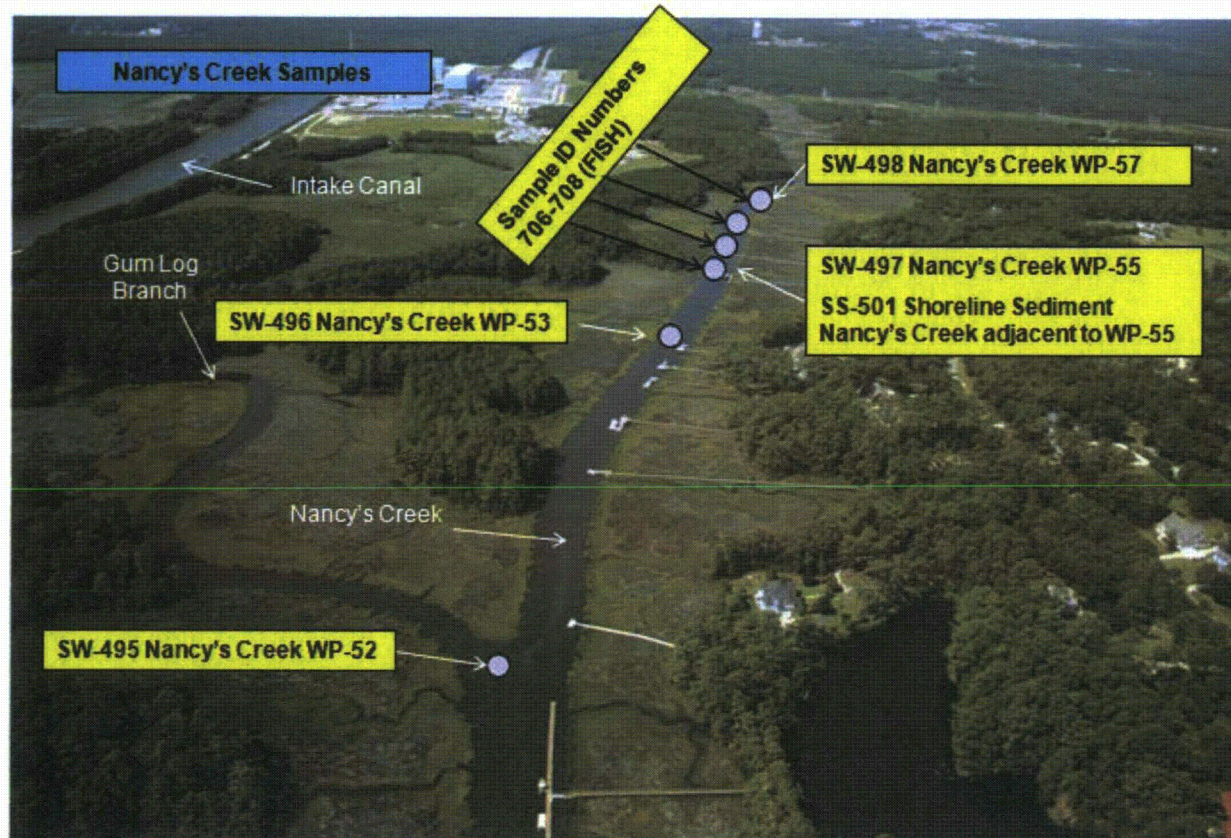 Nancy's Creek Samples
Sample ID Numbers
706-708 (FISH)
SW-498 Nancy's Creek WP-57
Intake Canal
Gum Log
Branch
SW-497 Nancy's Creek WP-55
SS-501 Shoreline Sediment
Nancy's Creek adjacent to WP-55
SW-496 Nancy's Creek WP-53
Nancy's Creek
SW-495 Nancy's Creek WP-52